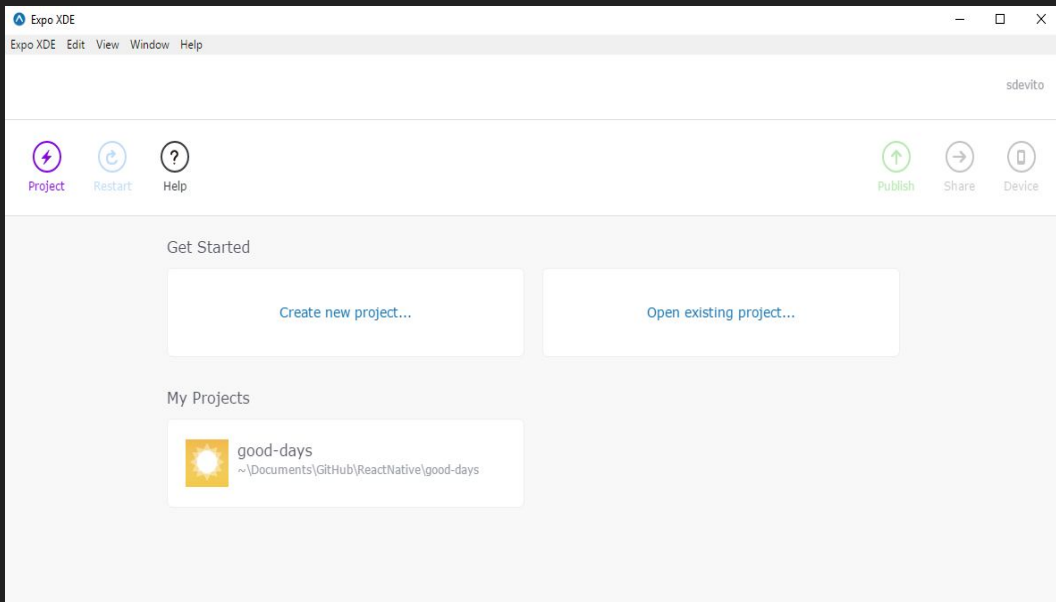 Expo XDE
Expo XDE Edit View Window Help
sdevito
Project Restart Help Publish Share Device
Get Started
Create new project... Open existing project...
My Projects
good-days
~\Documents\GitHub\ReactNative\good-days